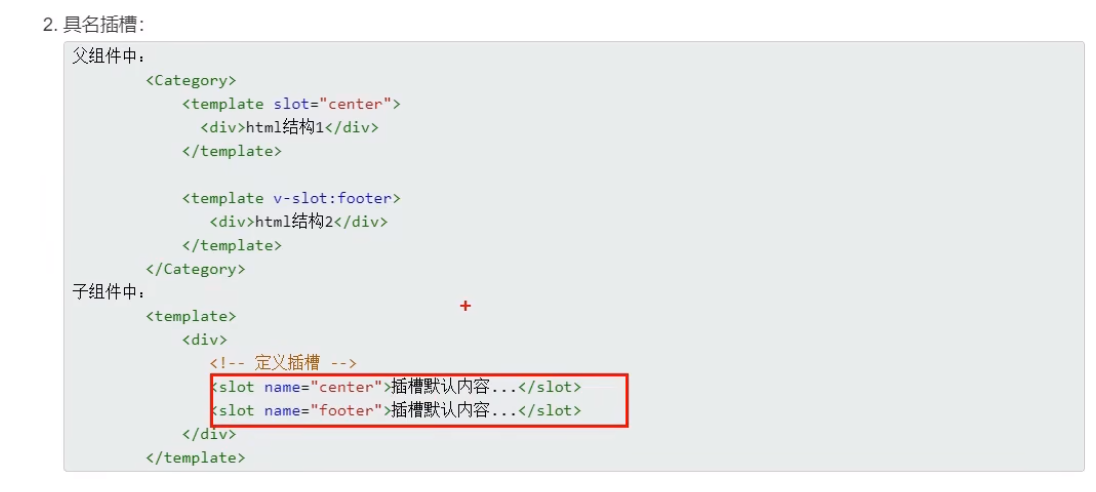 2. 具名插槽:
父组件中:
<Category>
<template slot="center">
<div>html结构1</div>
</template>
<template v-slot:footer>
<div>html结构2</div>
</template>
</Category>
子组件中:
<template>
<div>
<!-- 定义插槽 -->
<slot name="center">插槽默认内容...</slot>
<slot name="footer">插槽默认内容...</slot>
</div>
</template>